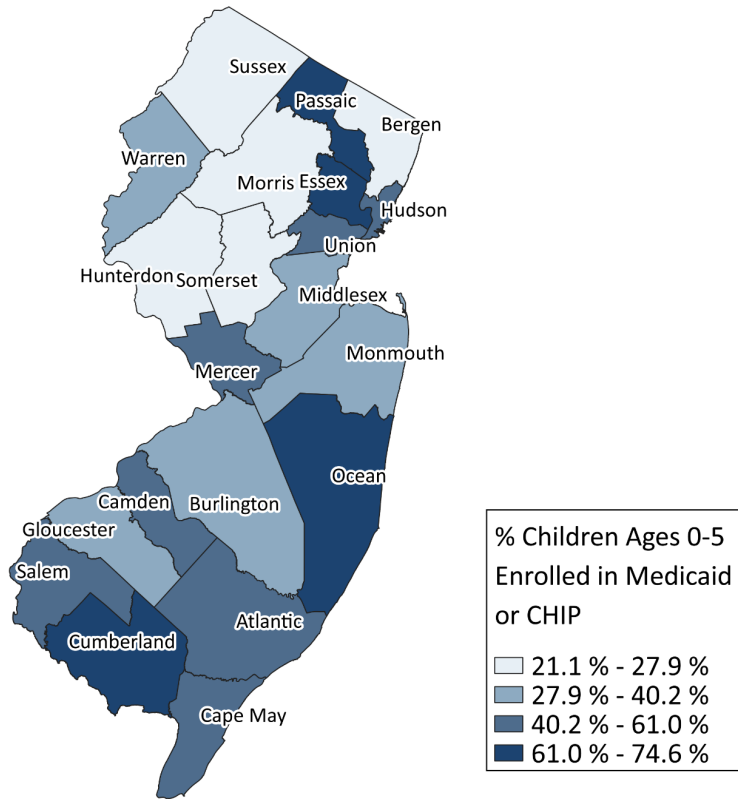 Sussex
Passaic
Bergen
Warren
Morris
Essex
Hudson
Union
Hunterdon
Somerset
Middlesex
Monmouth
Mercer
Ocean
Camden
Burlington
Gloucester
Salem
Atlantic
Cumberland
Cape May
% Children Ages 0-5
Enrolled in Medicaid
or CHIP
21.1 % - 27.9 %
27.9 % - 40.2 %
40.2 % - 61.0 %
61.0 % - 74.6 %